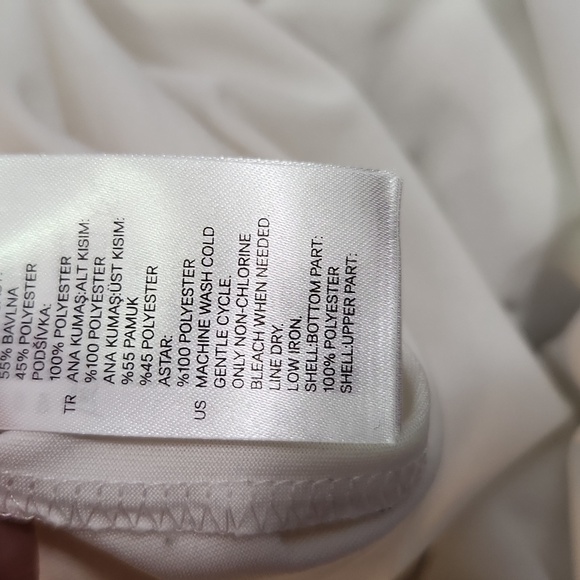 55% BAVLNA
45% POLYESTER
PODŠÍVKA:
100% POLYESTER
TR ANA KUMAŞ:ALT KISIM:
%100 POLYESTER
ANA KUMAŞ:ÜST KISIM:
%55 PAMUK
%45 POLYESTER
ASTAR:
%100 POLYESTER
US MACHINE WASH COLD
GENTLE CYCLE.
ONLY NON-CHLORINE
BLEACH WHEN NEEDED.
LINE DRY.
LOW IRON.
SHELL:BOTTOM PART:
100% POLYESTER
SHELL:UPPER PART: